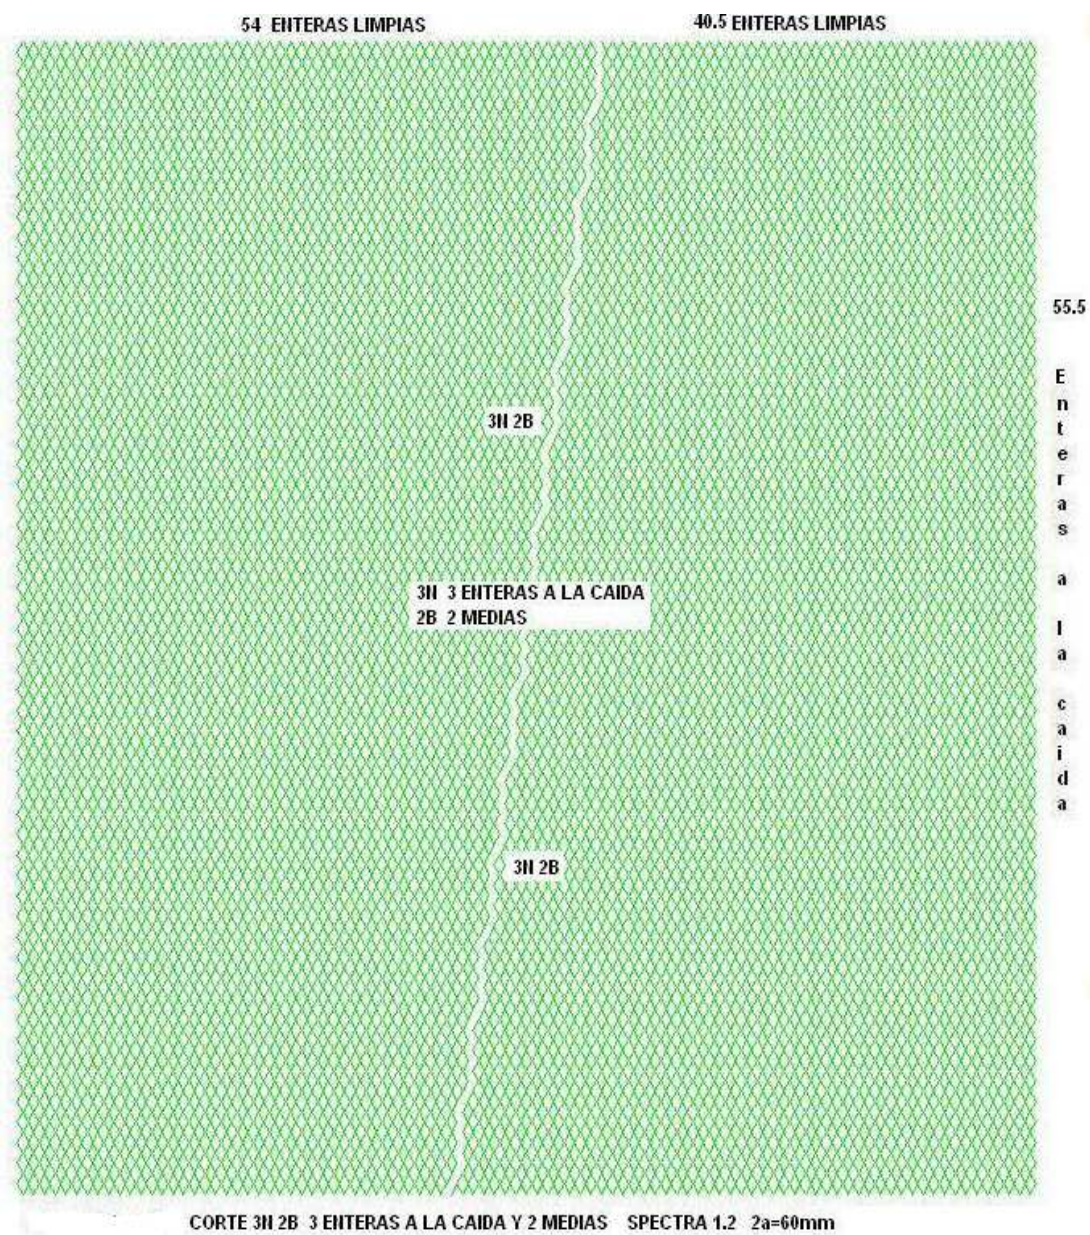 54 ENTERAS LIMPIAS
40.5 ENTERAS LIMPIAS
55.5
Enteras a la caida
3N 2B
3N 3 ENTERAS A LA CAIDA
2B 2 MEDIAS
3N 2B
CORTE 3N 2B 3 ENTERAS A LA CAIDA Y 2 MEDIAS SPECTRA 1.2 2a=60mm